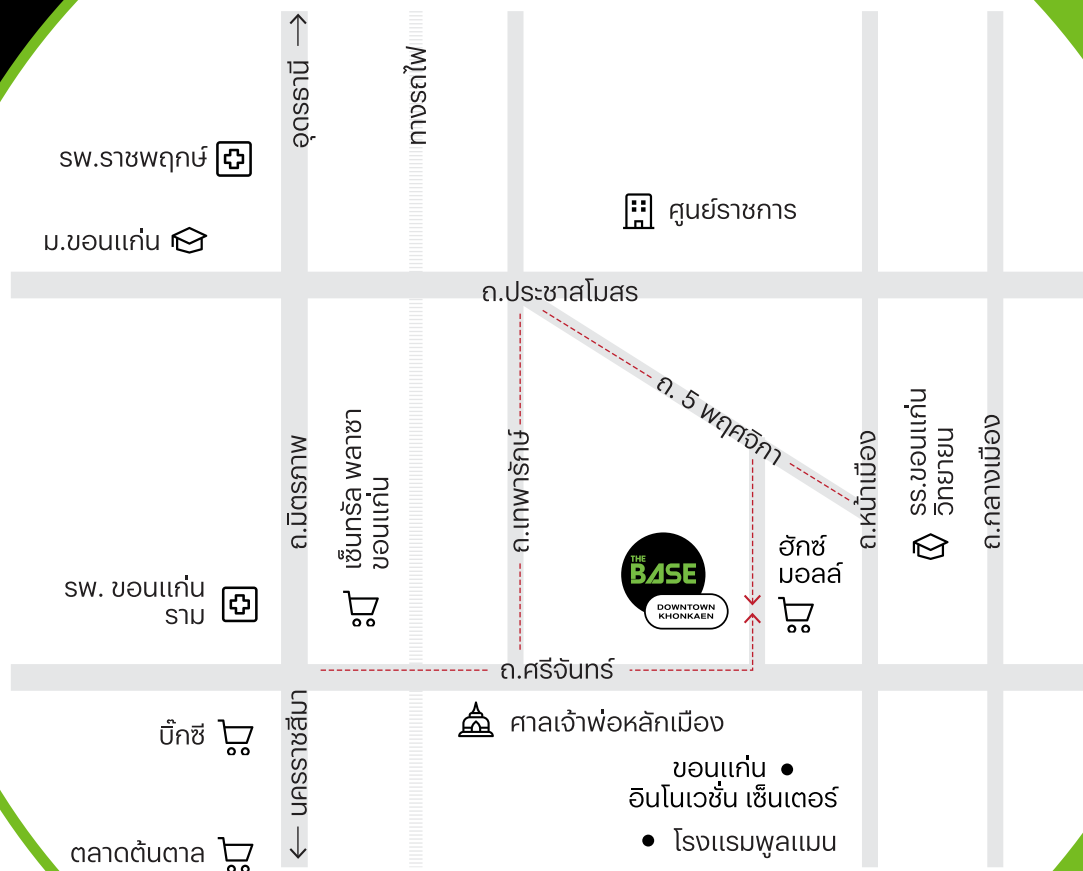 อุดรธานี
ทางรถไฟ
รพ.ราชพฤกษ์
ศูนย์ราชการ
ม.ขอนแก่น
ถ.ประชาสโมสร
ถ. 5 พฤศจิกา
ถ.มิตรภาพ
เซ็นทรัล พลาซา
ขอนแก่น
ถ.เทพารักษ์
ถ.หน้าเมือง
รร.ขอนแก่น
วิทยายน
ถ.กลางเมือง
THE
BASE
DOWNTOWN
KHONKAEN
ฮักซ์
มอลล์
รพ. ขอนแก่น
ราม
ถ.ศรีจันทร์
นครราชสีมา
บิ๊กซี
ศาลเจ้าพ่อหลักเมือง
ขอนแก่น
อินโนเวชั่น เซ็นเตอร์
โรงแรมพูลแมน
ตลาดต้นตาล